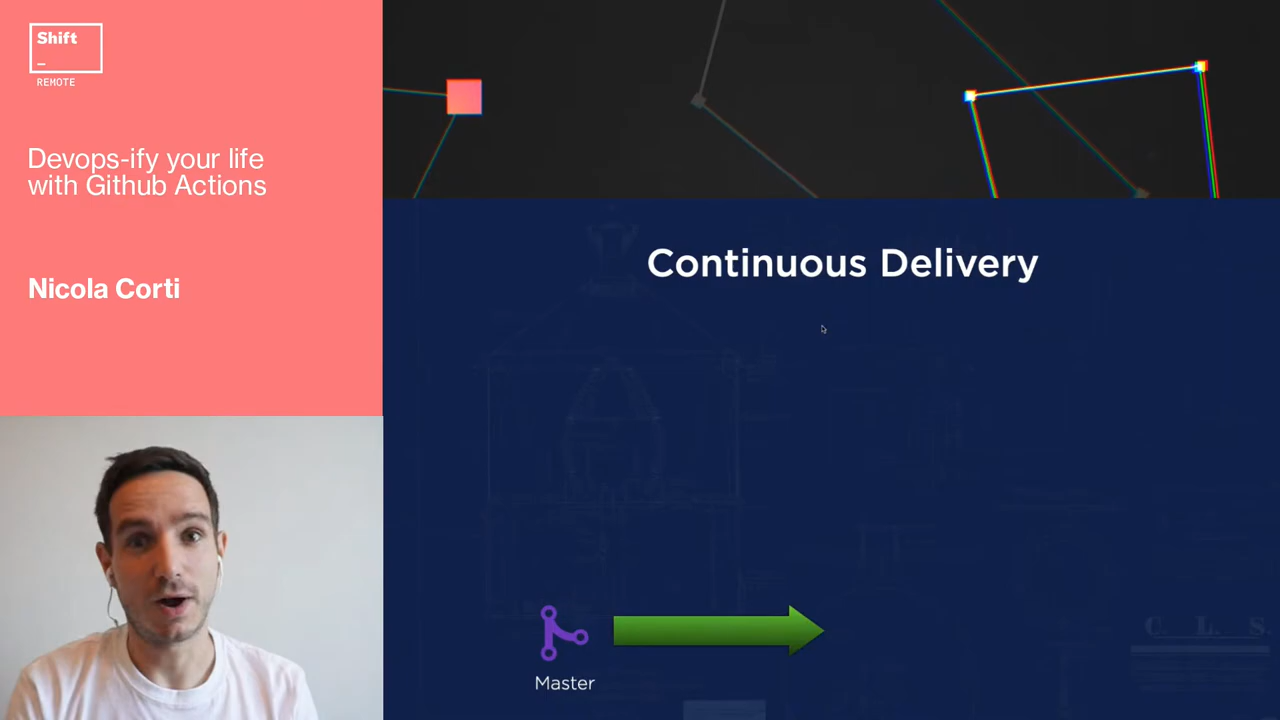 Shift
_
REMOTE
Devops-ify your life
with Github Actions
Nicola Corti
Continuous Delivery
C. L. S.
Master